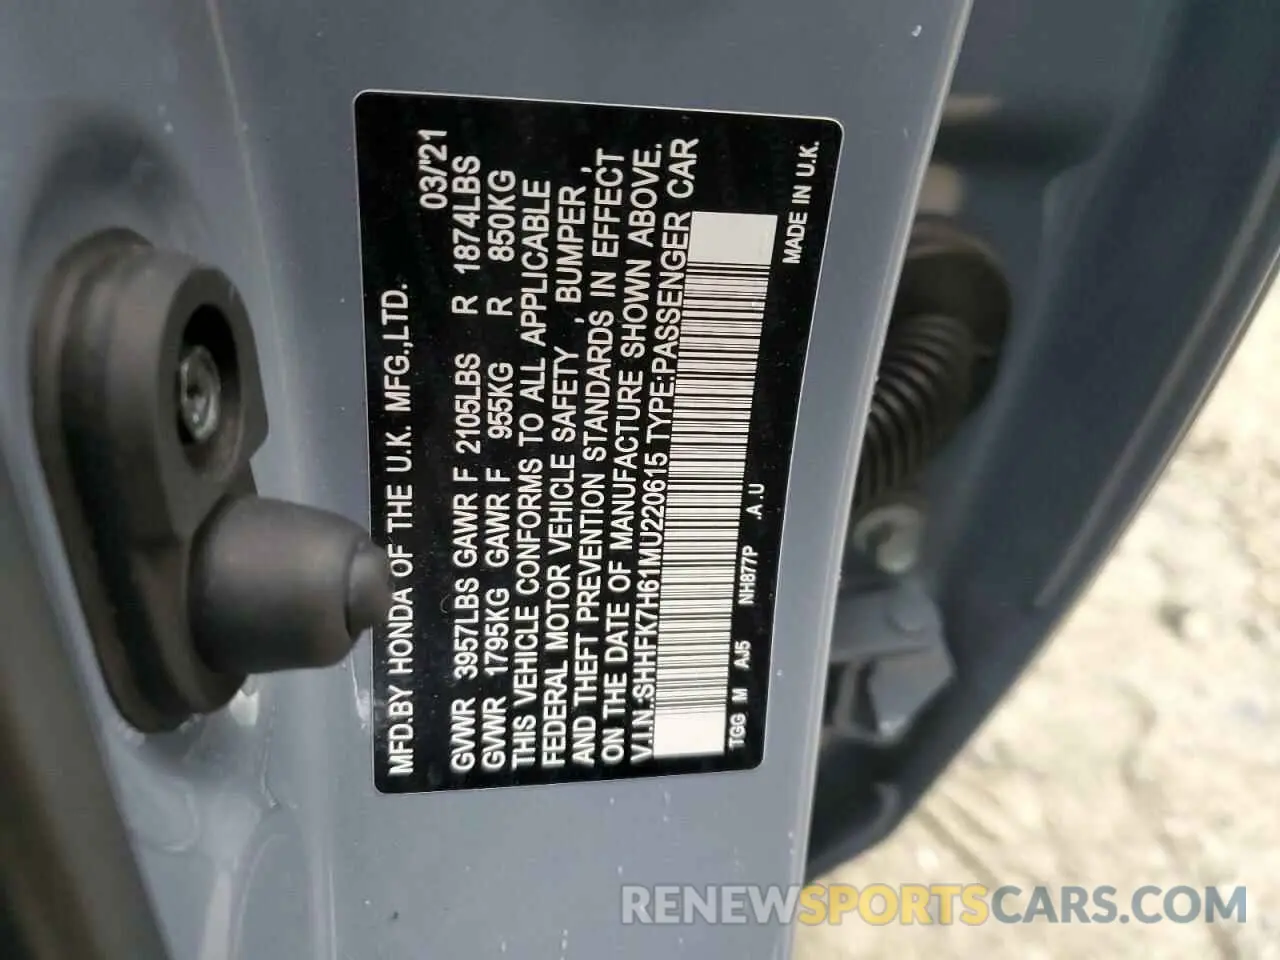 MFD.BY HONDA OF THE U.K. MFG.,LTD. 03/'21
GVWR 3957LBS GAWR F 2105LBS R 1874LBS
GVWR 1795KG GAWR F 955KG R 850KG
THIS VEHICLE CONFORMS TO ALL APPLICABLE
FEDERAL MOTOR VEHICLE SAFETY , BUMPER ,
AND THEFT PREVENTION STANDARDS IN EFFECT
ON THE DATE OF MANUFACTURE SHOWN ABOVE.
V.I.N.:SHHFK7H61MU220615 TYPE:PASSENGER CAR
TGG M AJ5 NH877P .A .U MADE IN U.K.
RENEWSPORTSCARS.COM